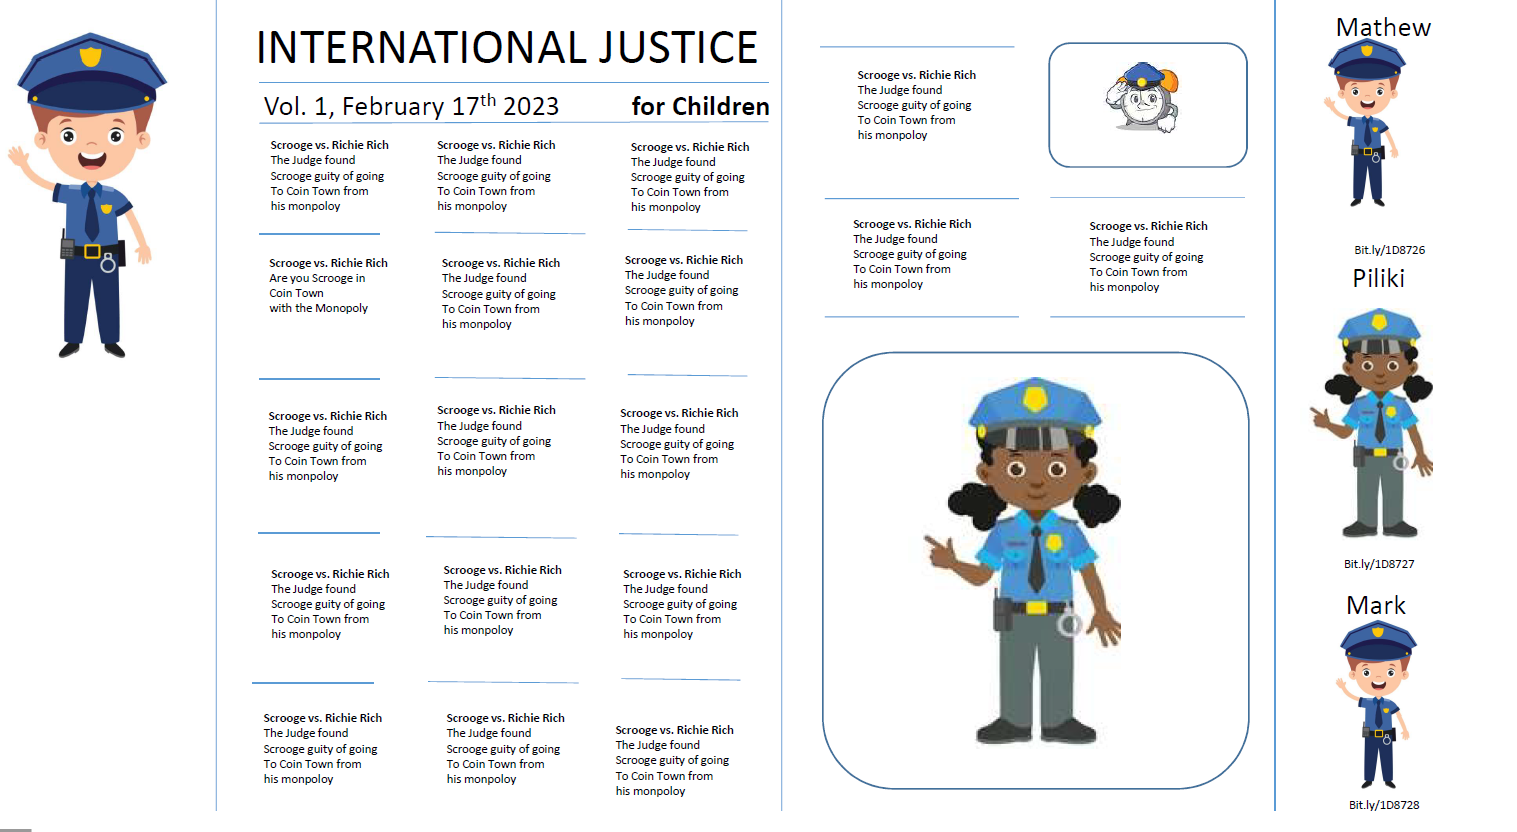 INTERNATIONAL JUSTICE
Vol. 1, February 17th 2023
for Children
Scrooge vs. Richie Rich
The Judge found
Scrooge guity of going
To Coin Town from
his monpoloy
Scrooge vs. Richie Rich
The Judge found
Scrooge guity of going
To Coin Town from
his monpoloy
Scrooge vs. Richie Rich
The Judge found
Scrooge guity of going
To Coin Town from
his monpoloy
Scrooge vs. Richie Rich
Are you Scrooge in
Coin Town
with the Monopoly
Scrooge vs. Richie Rich
The Judge found
Scrooge guity of going
To Coin Town from
his monpoloy
Scrooge vs. Richie Rich
The Judge found
Scrooge guity of going
To Coin Town from
his monpoloy
Scrooge vs. Richie Rich
The Judge found
Scrooge guity of going
To Coin Town from
his monpoloy
Scrooge vs. Richie Rich
The Judge found
Scrooge guity of going
To Coin Town from
his monpoloy
Scrooge vs. Richie Rich
The Judge found
Scrooge guity of going
To Coin Town from
his monpoloy
Scrooge vs. Richie Rich
The Judge found
Scrooge guity of going
To Coin Town from
his monpoloy
Scrooge vs. Richie Rich
The Judge found
Scrooge guity of going
To Coin Town from
his monpoloy
Scrooge vs. Richie Rich
The Judge found
Scrooge guity of going
To Coin Town from
his monpoloy
Scrooge vs. Richie Rich
The Judge found
Scrooge guity of going
To Coin Town from
his monpoloy
Scrooge vs. Richie Rich
The Judge found
Scrooge guity of going
To Coin Town from
his monpoloy
Scrooge vs. Richie Rich
The Judge found
Scrooge guity of going
To Coin Town from
his monpoloy
Scrooge vs. Richie Rich
The Judge found
Scrooge guity of going
To Coin Town from
his monpoloy
Scrooge vs. Richie Rich
The Judge found
Scrooge guity of going
To Coin Town from
his monpoloy
Scrooge vs. Richie Rich
The Judge found
Scrooge guity of going
To Coin Town from
his monpoloy
Mathew
Bit.ly/1D8726
Piliki
Bit.ly/1D8727
Mark
Bit.ly/1D8728